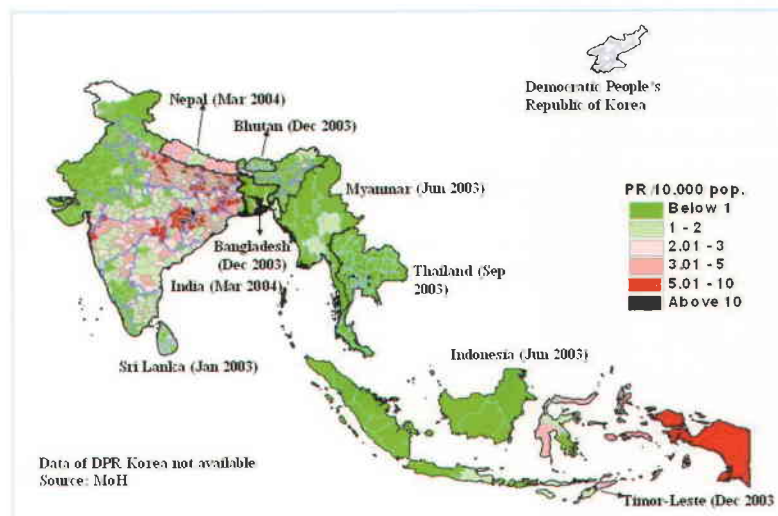 Democratic People's
Republic of Korea
Nepal (Mar 2004)
Bhutan (Dec 2003)
Myanmar (Jun 2003)
PR/10,000 pop.
Below 1
1 - 2
2.01 - 3
3.01 - 5
5.01 - 10
Above 10
Bangladesh
(Dec 2003)
India (Mar 2004)
Thailand (Sep
2003)
Sri Lanka (Jan 2003)
Indonesia (Jun 2003)
Data of DPR Korea not available
Source: MoH
Timor-Leste (Dec 2003